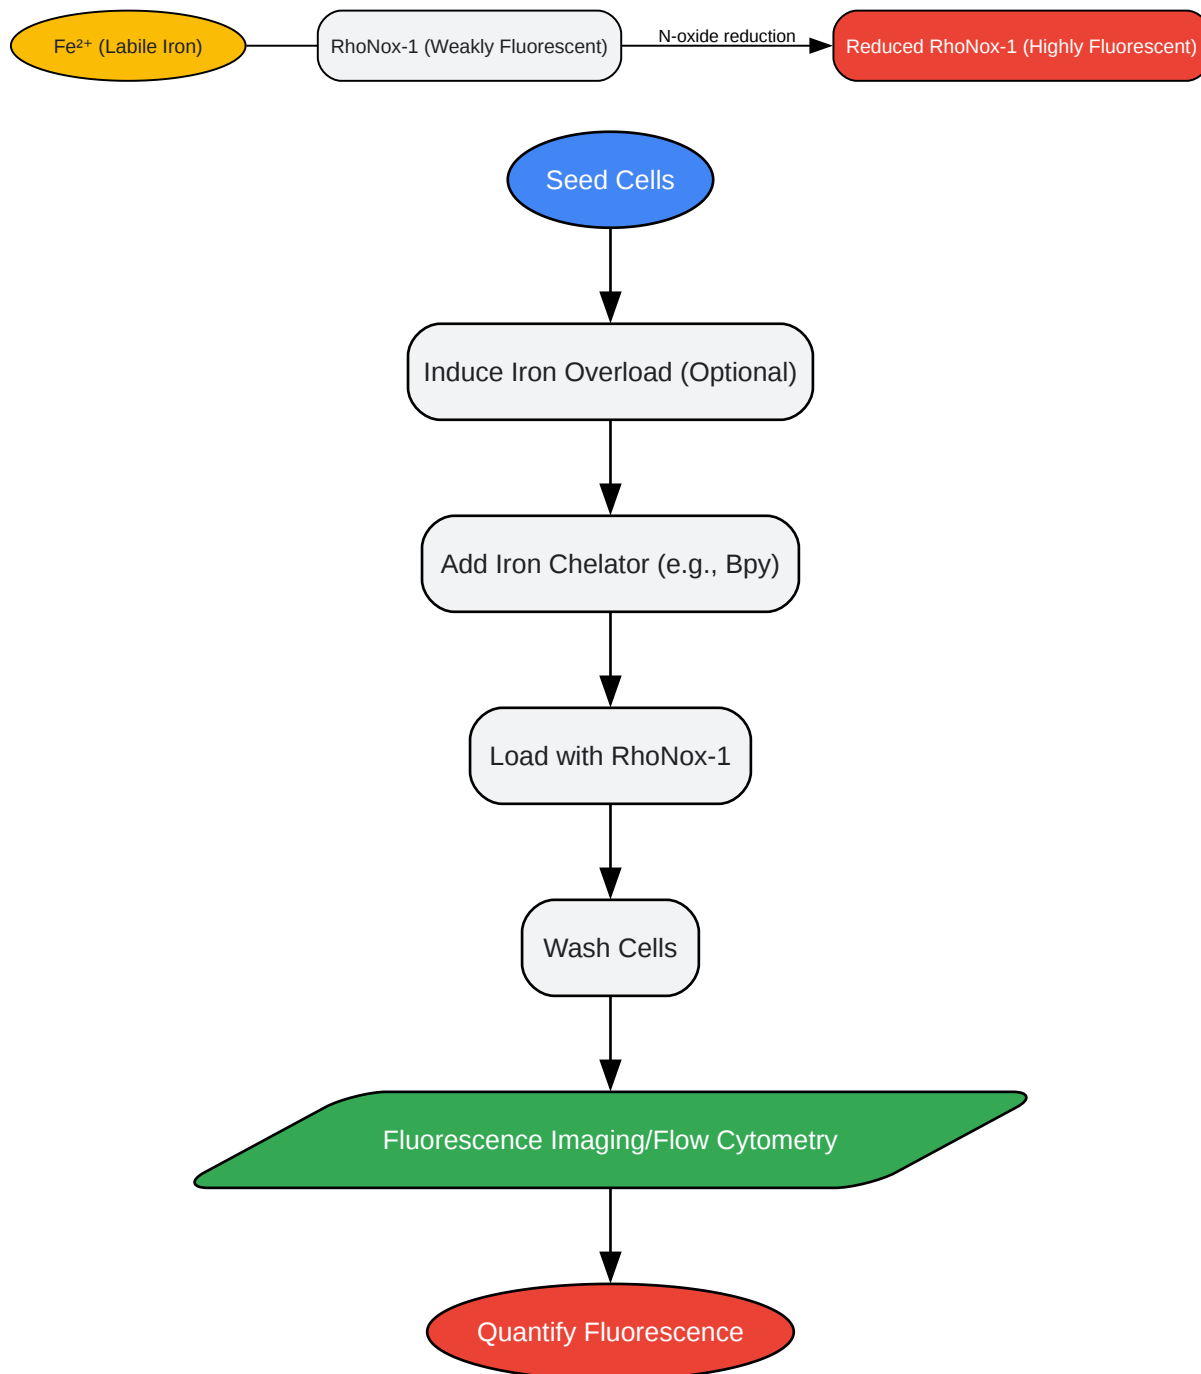 Fe²⁺ (Labile Iron)
RhoNox-1 (Weakly Fluorescent)
N-oxide reduction
Reduced RhoNox-1 (Highly Fluorescent)
Seed Cells
Induce Iron Overload (Optional)
Add Iron Chelator (e.g., Bpy)
Load with RhoNox-1
Wash Cells
Fluorescence Imaging/Flow Cytometry
Quantify Fluorescence